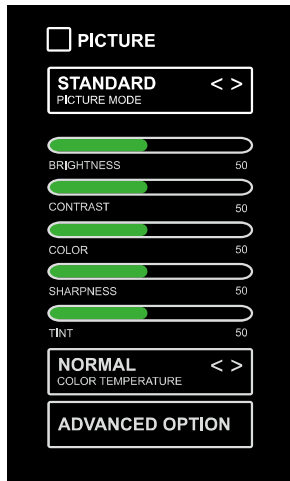 PICTURE
STANDARD < >
PICTURE MODE
BRIGHTNESS 50
CONTRAST 50
COLOR 50
SHARPNESS 50
TINT 50
NORMAL < >
COLOR TEMPERATURE
ADVANCED OPTION